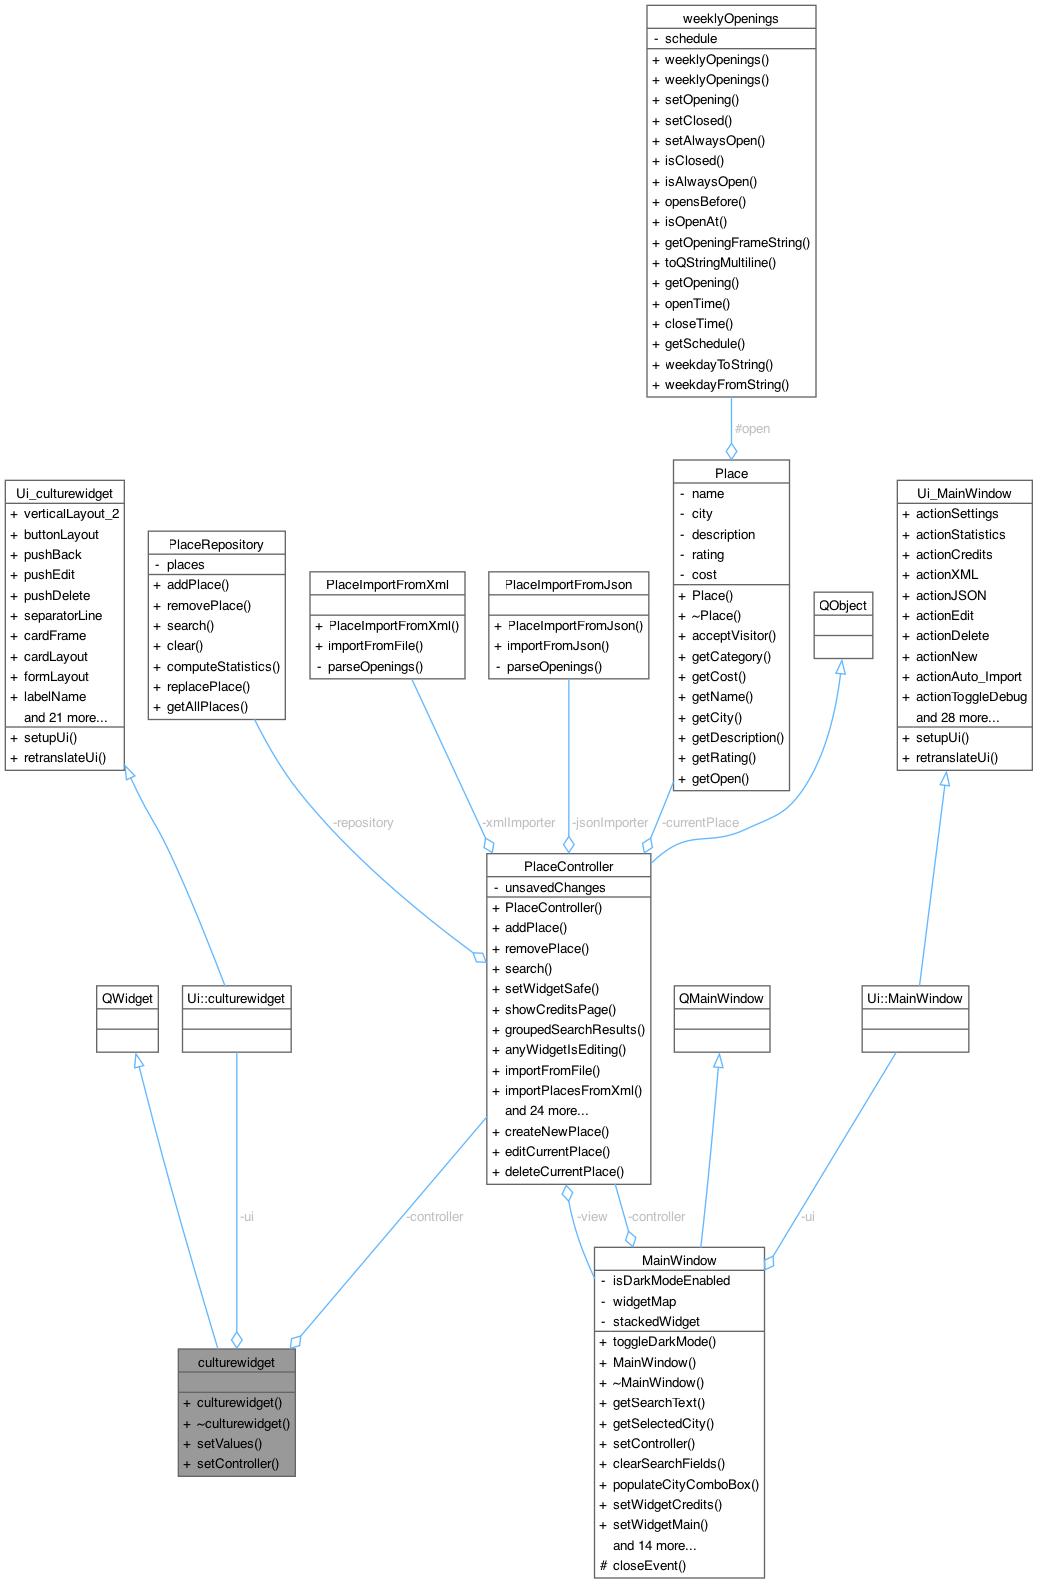 weeklyOpenings
- schedule
+ weeklyOpenings()
+ weeklyOpenings()
+ setOpening()
+ setClosed()
+ setAlwaysOpen()
+ isClosed()
+ isAlwaysOpen()
+ opensBefore()
+ isOpenAt()
+ getOpeningFrameString()
+ toQStringMultiline()
+ getOpening()
+ openTime()
+ closeTime()
+ getSchedule()
+ weekdayToString()
+ weekdayFromString()
#open
Place
- name
- city
- description
- rating
- cost
+ Place()
+ ~Place()
+ acceptVisitor()
+ getCategory()
+ getCost()
+ getName()
+ getCity()
+ getDescription()
+ getRating()
+ getOpen()
Ui_culturewidget
+ verticalLayout_2
+ buttonLayout
+ pushBack
+ pushEdit
+ pushDelete
+ separatorLine
+ cardFrame
+ cardLayout
+ formLayout
+ labelName
and 21 more...
+ setupUi()
+ retranslateUi()
PlaceRepository
- places
+ addPlace()
+ removePlace()
+ search()
+ clear()
+ computeStatistics()
+ replacePlace()
+ getAllPlaces()
PlaceImportFromXml
+ PlaceImportFromXml()
+ importFromFile()
- parseOpenings()
PlaceImportFromJson
+ PlaceImportFromJson()
+ importFromJson()
- parseOpenings()
QObject
Ui_MainWindow
+ actionSettings
+ actionStatistics
+ actionCredits
+ actionXML
+ actionJSON
+ actionEdit
+ actionDelete
+ actionNew
+ actionAuto_Import
+ actionToggleDebug
and 28 more...
+ setupUi()
+ retranslateUi()
-repository
-xmlImporter
-jsonImporter
-currentPlace
PlaceController
- unsavedChanges
+ PlaceController()
+ addPlace()
+ removePlace()
+ search()
+ setWidgetSafe()
+ showCreditsPage()
+ groupedSearchResults()
+ anyWidgetIsEditing()
+ importFromFile()
+ importPlacesFromXml()
and 24 more...
+ createNewPlace()
+ editCurrentPlace()
+ deleteCurrentPlace()
QWidget
Ui::culturewidget
QMainWindow
Ui::MainWindow
-ui
-controller
-view
-controller
-ui
culturewidget
+ culturewidget()
+ ~culturewidget()
+ setValues()
+ setController()
MainWindow
- isDarkModeEnabled
- widgetMap
- stackedWidget
+ toggleDarkMode()
+ MainWindow()
+ ~MainWindow()
+ getSearchText()
+ getSelectedCity()
+ setController()
+ clearSearchFields()
+ populateCityComboBox()
+ setWidgetCredits()
+ setWidgetMain()
and 14 more...
# closeEvent()